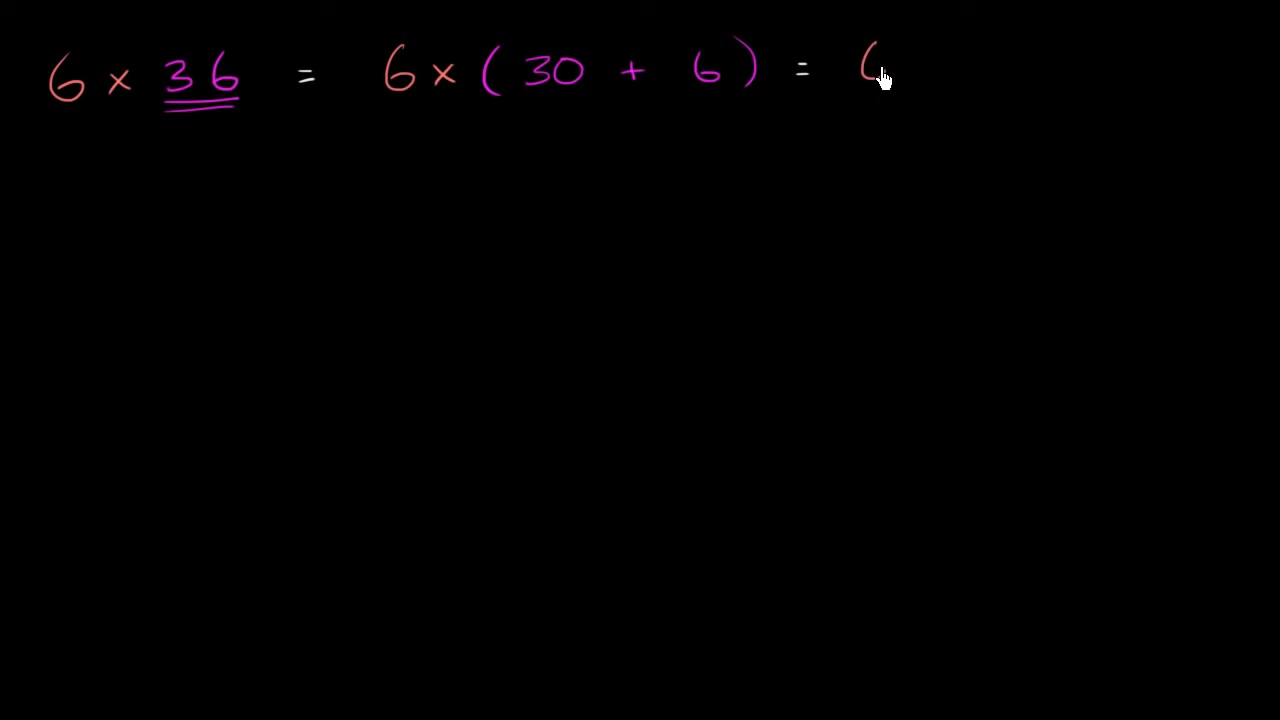 6 × 36 = 6 × ( 30 + 6 ) = (